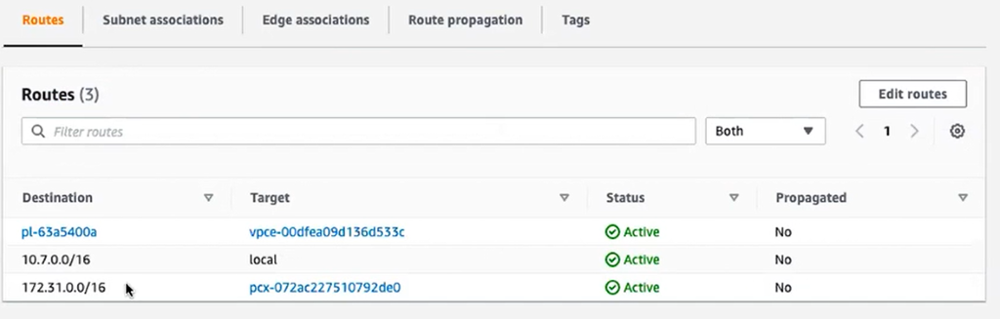 Routes Subnet associations Edge associations Route propagation Tags
Routes (3) Edit routes
Filter routes Both 1
Destination Target Status Propagated
pl-63a5400a vpce-00dfea09d136d533c Active No
10.7.0.0/16 local Active No
172.31.0.0/16 pcx-072ac227510792de0 Active No